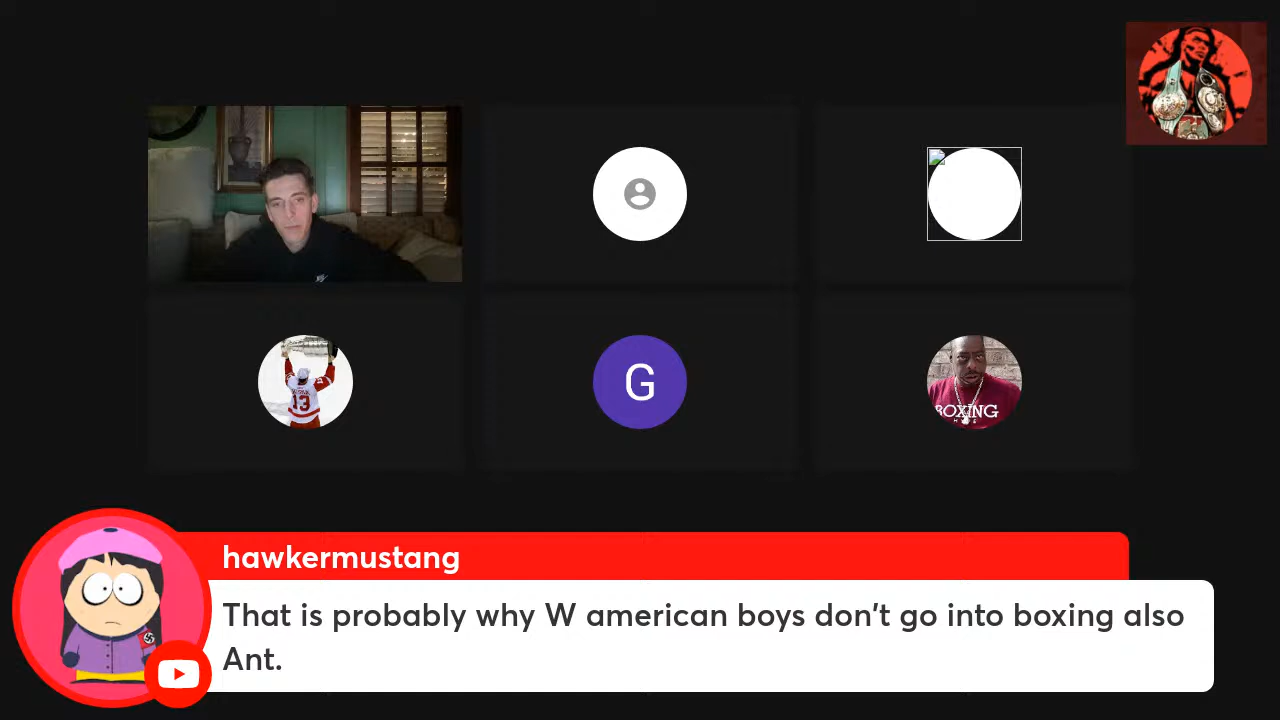 13
G
BOXING
hawkermustang
That is probably why W american boys don't go into boxing also
Ant.